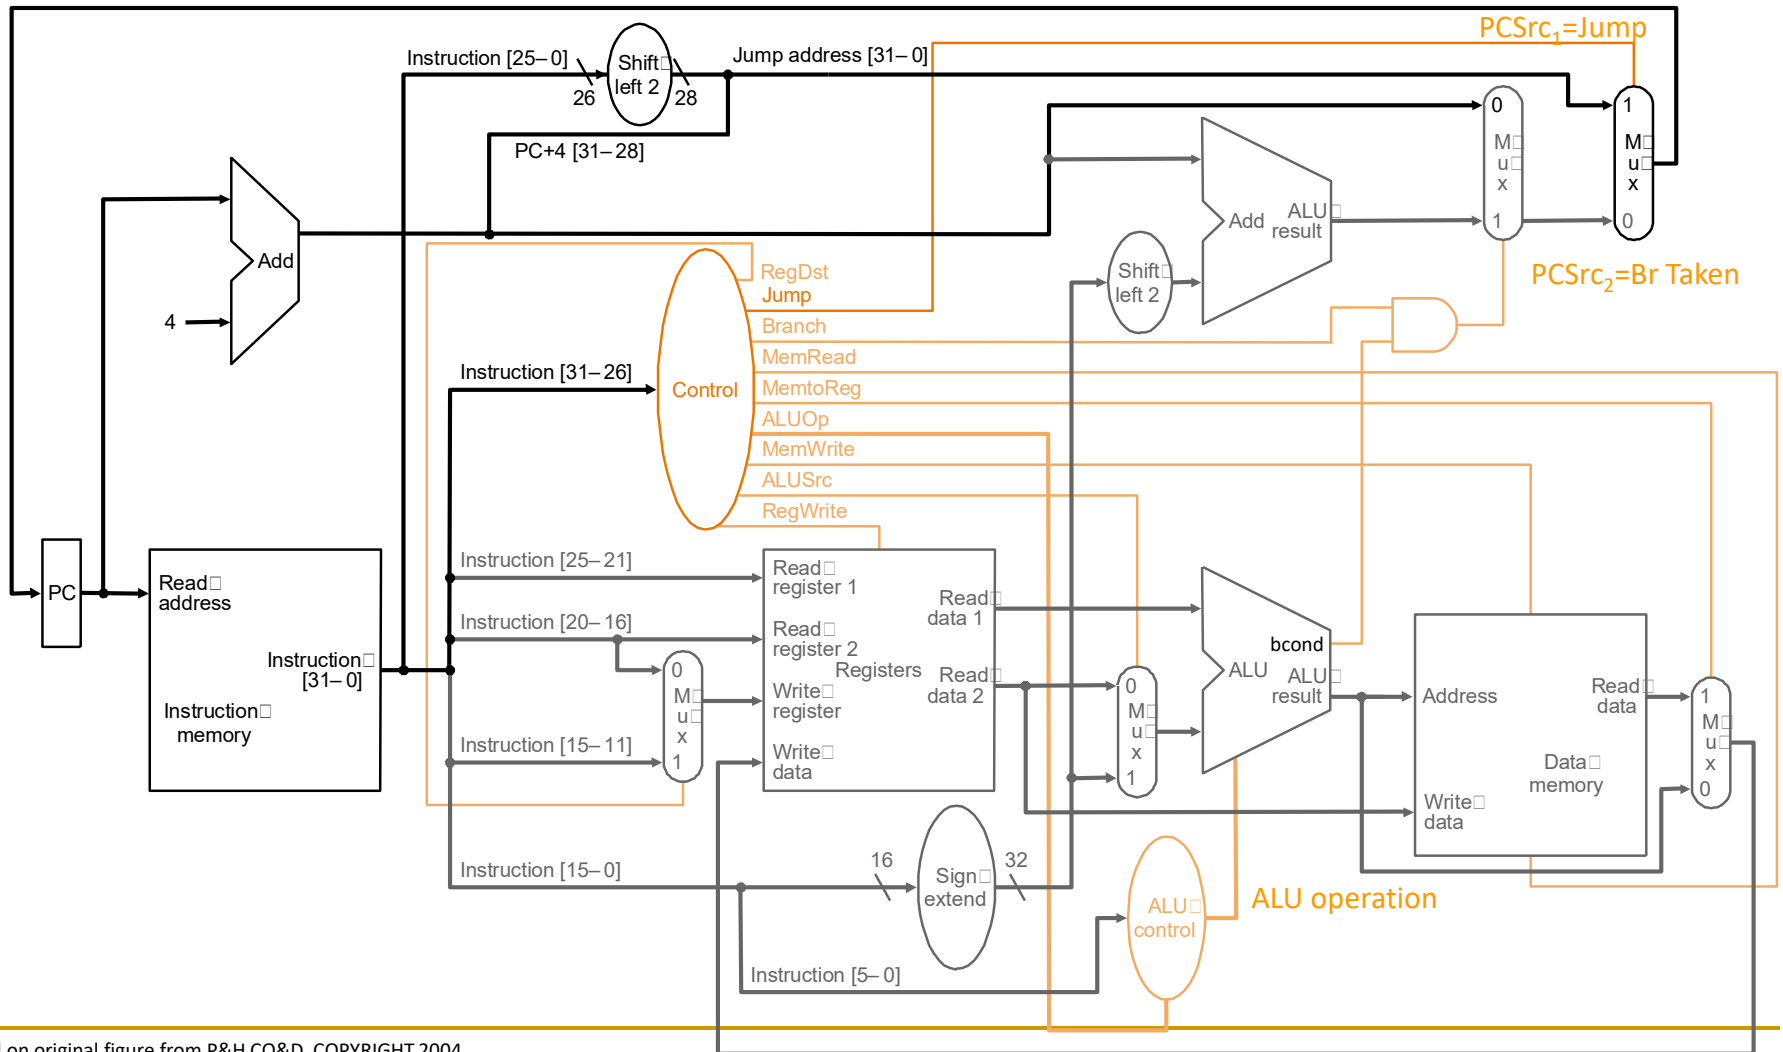 PCSrc1=Jump
Instruction [25–0]
Shift
left 2
Jump address [31–0]
26
28
PC+4 [31–28]
0
M
u
x
1
1
M
u
x
0
Add
ALU
result
Add
4
Shift
left 2
PCSrc2=Br Taken
RegDst
Jump
Branch
MemRead
MemtoReg
ALUOp
MemWrite
ALUSrc
RegWrite
Instruction [31–26]
Control
PC
Read
address
Instruction
[31–0]
Instruction
memory
Instruction [25–21]
Instruction [20–16]
Instruction [15–11]
Instruction [15–0]
0
M
u
x
1
Read
register 1
Read
register 2
Registers
Write
register
Write
data
Read
data 1
Read
data 2
0
M
u
x
1
bcond
ALU
ALU
result
Address
Read
data
Data
memory
Write
data
1
M
u
x
0
16
Sign
extend
32
ALU
control
ALU operation
Instruction [5–0]
on original figure from P&H CO&D, COPYRIGHT 2004